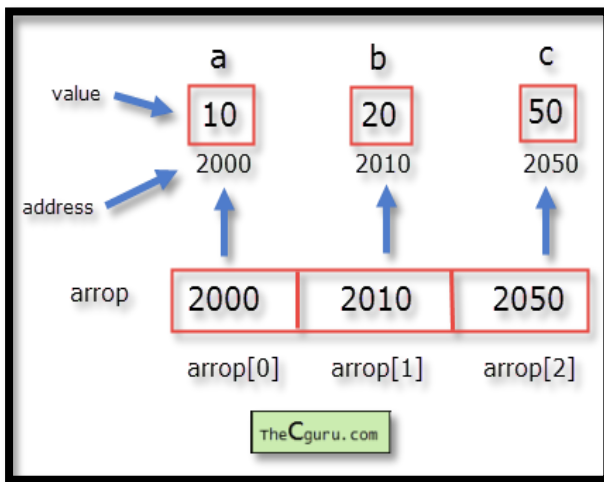 a b c
value 10 20 50
2000 2010 2050
address
arrop 2000 2010 2050
arrop[0] arrop[1] arrop[2]
TheCguru.com